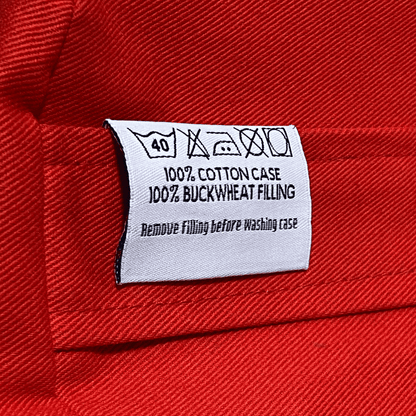 40
100% COTTON CASE
100% BUCKWHEAT FILLING
Remove filling before washing case